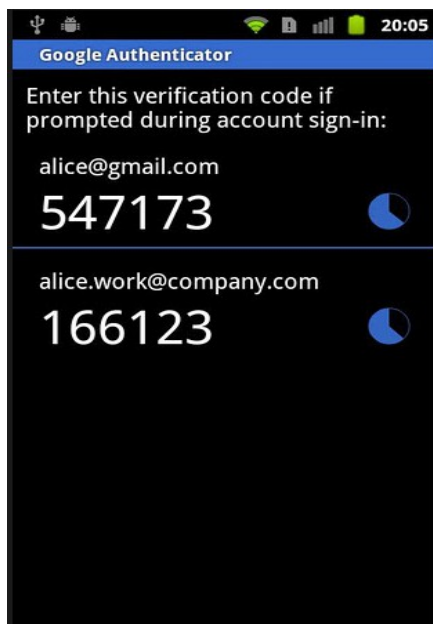 20:05
Google Authenticator
Enter this verification code if
prompted during account sign-in:
alice@gmail.com
547173
alice.work@company.com
166123